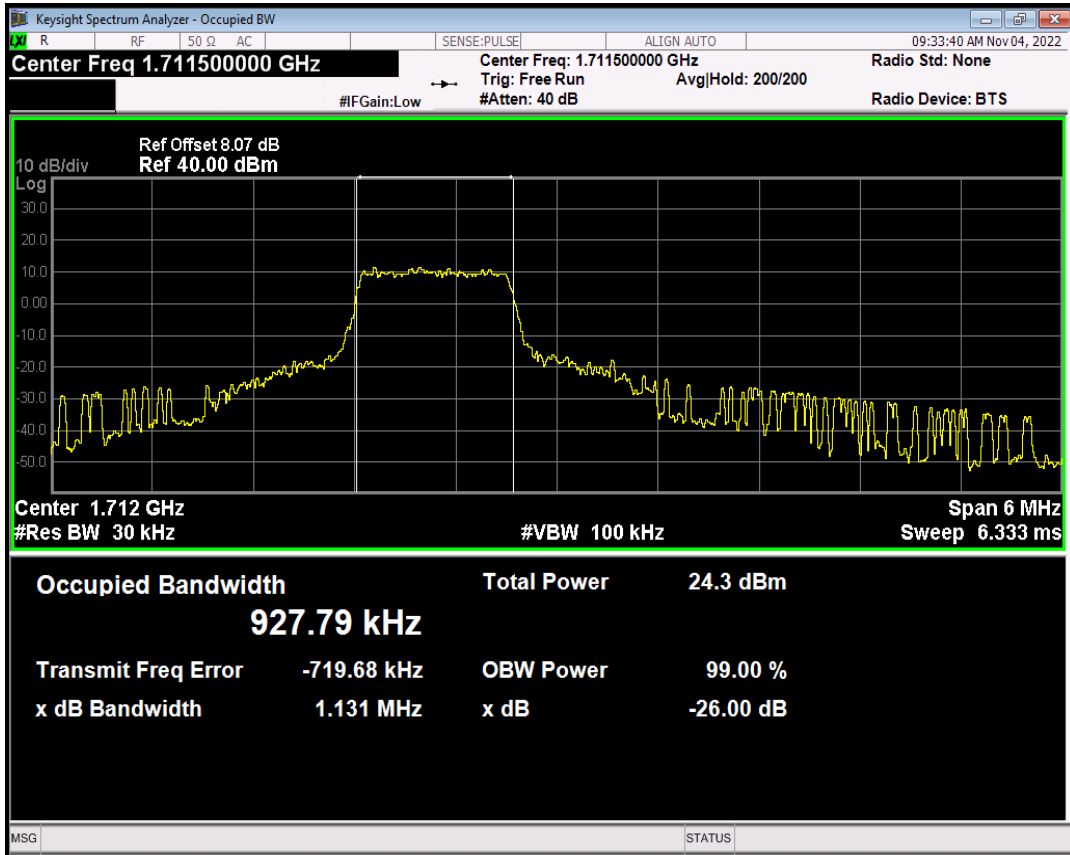 Keysight Spectrum Analyzer - Occupied BW
LXI R RF 50 Ω AC SENSE:PULSE ALIGN AUTO 09:33:40 AM Nov 04, 2022
Center Freq 1.711500000 GHz Center Freq: 1.711500000 GHz Radio Std: None
Trig: Free Run Avg|Hold: 200/200
#IFGain:Low #Atten: 40 dB Radio Device: BTS
Ref Offset 8.07 dB
10 dB/div Ref 40.00 dBm
Log
30.0
20.0
10.0
0.00
-10.0
-20.0
-30.0
-40.0
-50.0
Center 1.712 GHz Span 6 MHz
#Res BW 30 kHz #VBW 100 kHz Sweep 6.333 ms
Occupied Bandwidth Total Power 24.3 dBm
927.79 kHz
Transmit Freq Error -719.68 kHz OBW Power 99.00 %
x dB Bandwidth 1.131 MHz x dB -26.00 dB
MSG STATUS